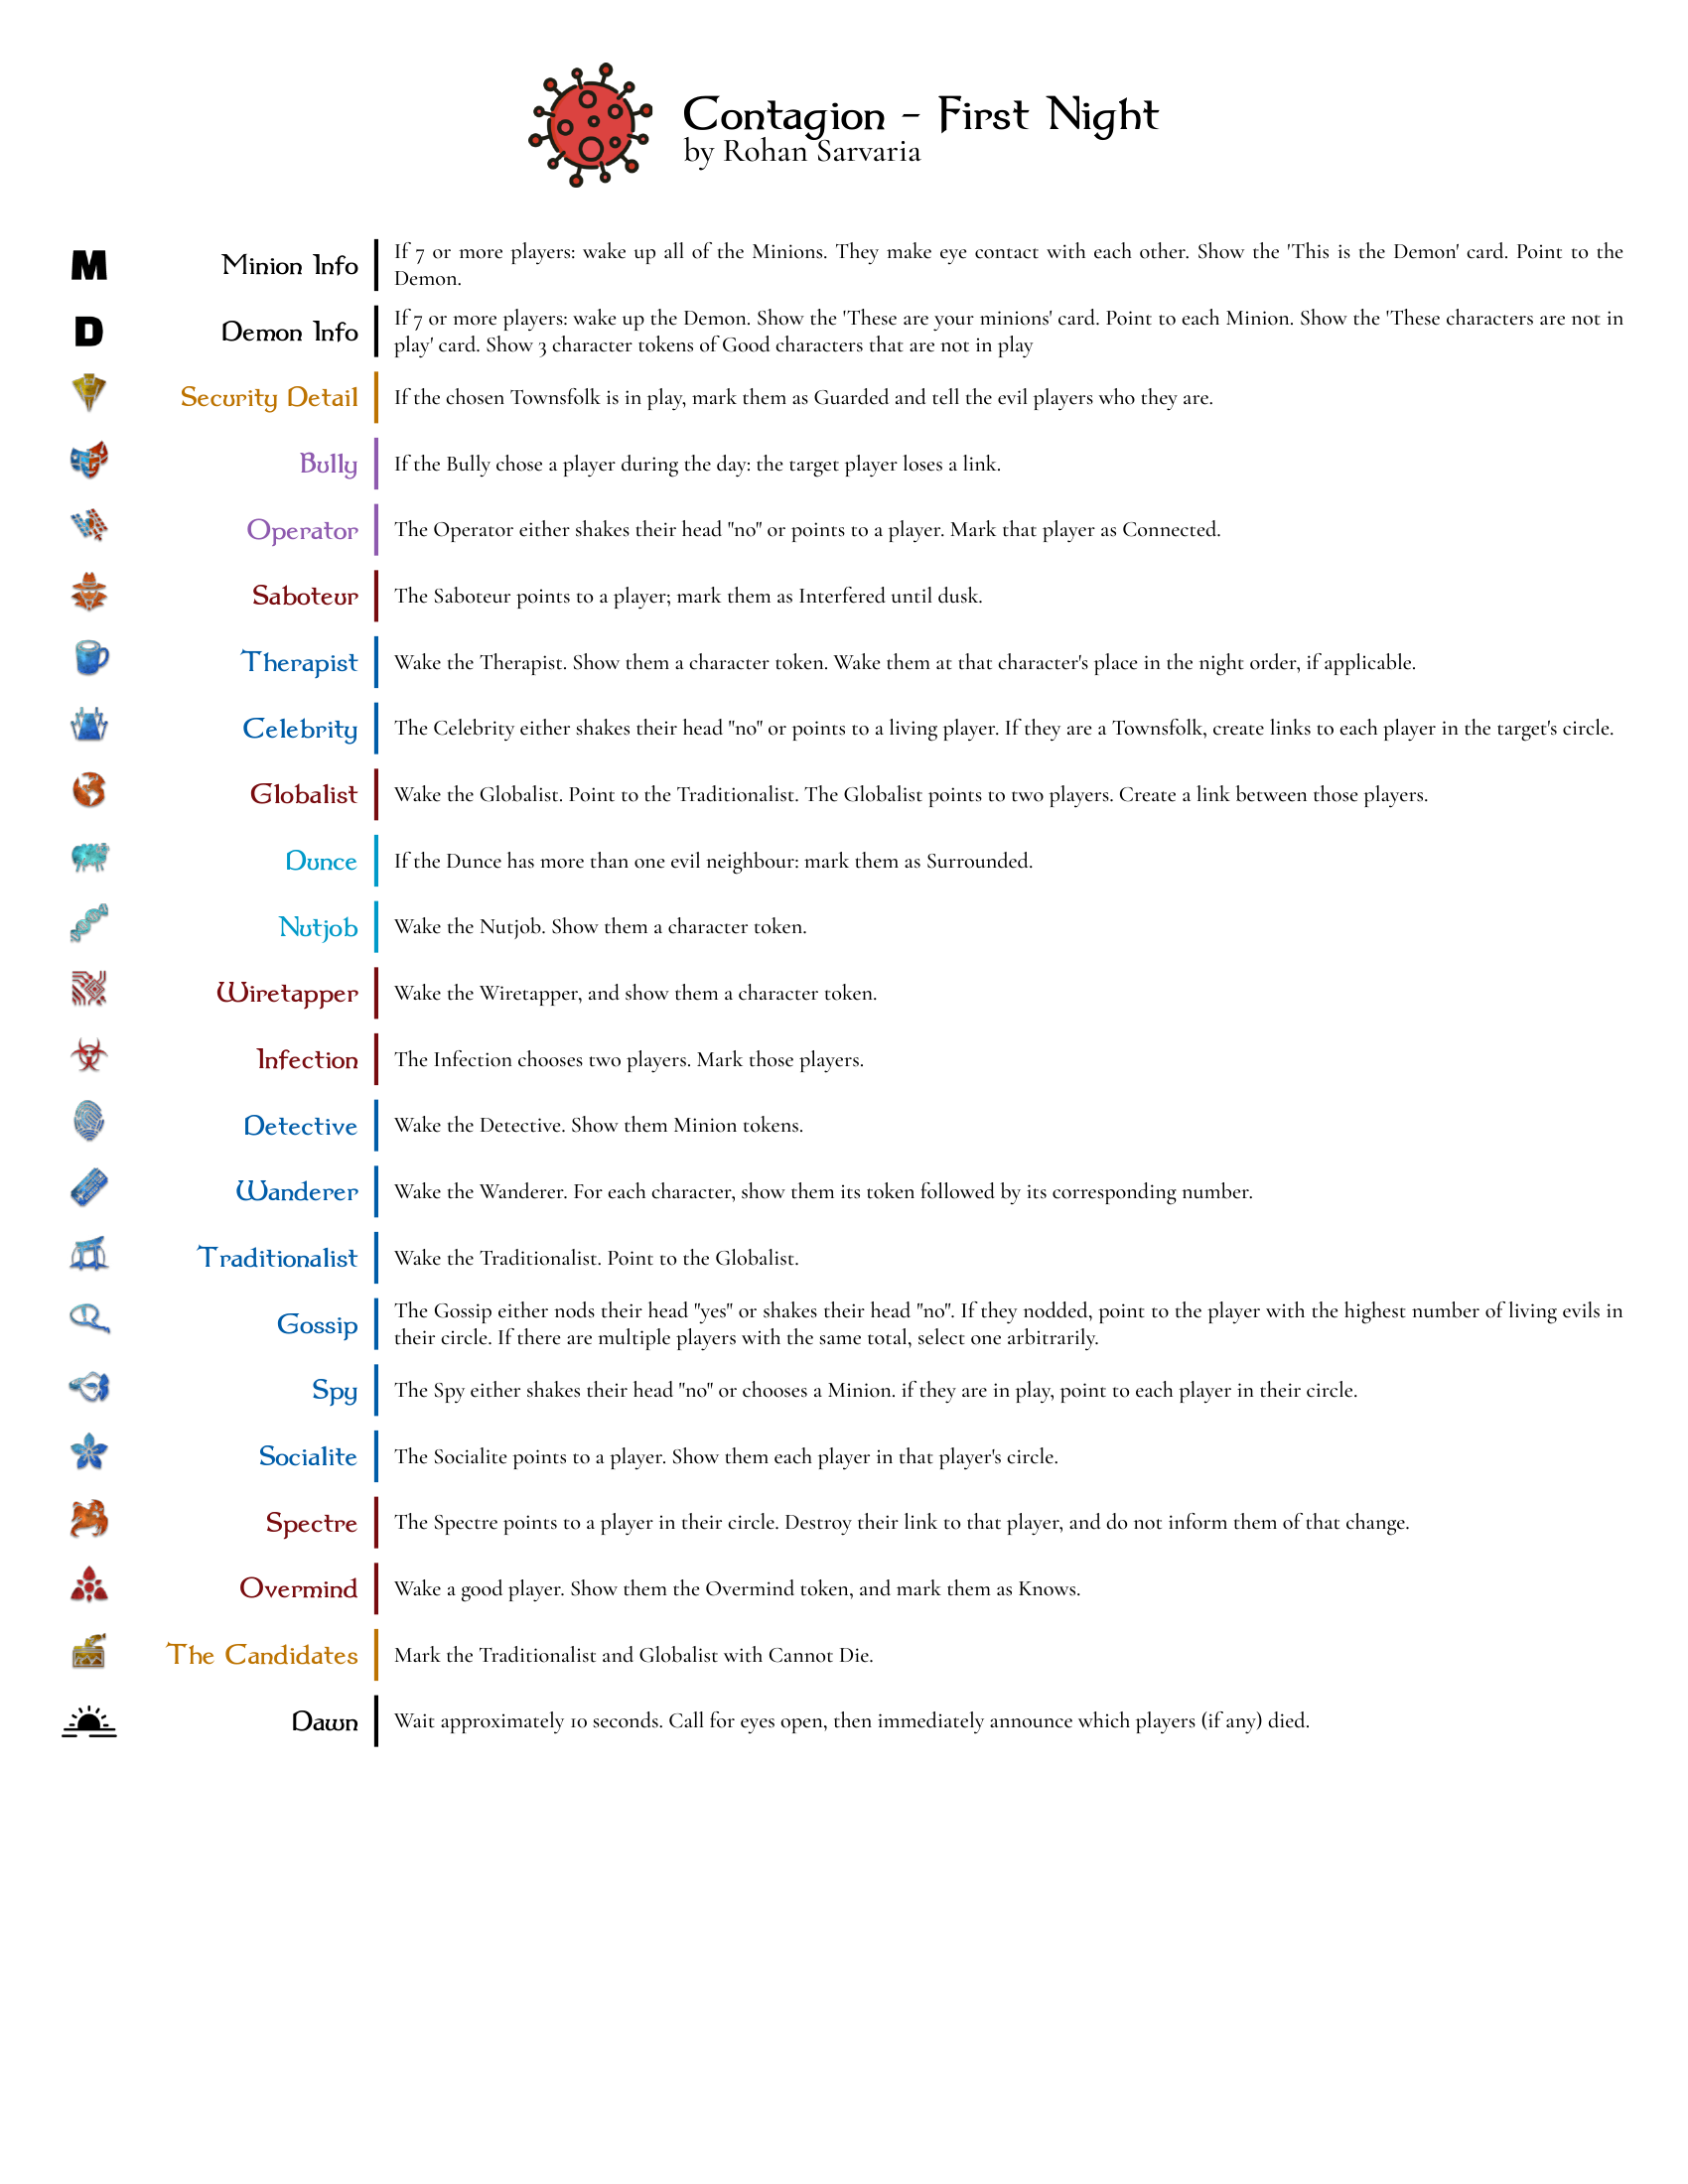 Contagion - First Night
by Rohan Sarvaria
M
Minion Info
If 7 or more players: wake up all of the Minions. They make eye contact with each other. Show the 'This is the Demon' card. Point to the
Demon.
D
Demon Info
If 7 or more players: wake up the Demon. Show the 'These are your minions' card. Point to each Minion. Show the 'These characters are not in
play' card. Show 3 character tokens of Good characters that are not in play
Security Detail
If the chosen Townsfolk is in play, mark them as Guarded and tell the evil players who they are.
Bully
If the Bully chose a player during the day: the target player loses a link.
Operator
The Operator either shakes their head "no" or points to a player. Mark that player as Connected.
Saboteur
The Saboteur points to a player; mark them as Interfered until dusk.
Therapist
Wake the Therapist. Show them a character token. Wake them at that character's place in the night order, if applicable.
Celebrity
The Celebrity either shakes their head "no" or points to a living player. If they are a Townsfolk, create links to each player in the target's circle.
Globalist
Wake the Globalist. Point to the Traditionalist. The Globalist points to two players. Create a link between those players.
Dunce
If the Dunce has more than one evil neighbour: mark them as Surrounded.
Nutjob
Wake the Nutjob. Show them a character token.
Wiretapper
Wake the Wiretapper, and show them a character token.
Infection
The Infection chooses two players. Mark those players.
Detective
Wake the Detective. Show them Minion tokens.
Wanderer
Wake the Wanderer. For each character, show them its token followed by its corresponding number.
Traditionalist
Wake the Traditionalist. Point to the Globalist.
Gossip
The Gossip either nods their head "yes" or shakes their head "no". If they nodded, point to the player with the highest number of living evils in
their circle. If there are multiple players with the same total, select one arbitrarily.
Spy
The Spy either shakes their head "no" or chooses a Minion. if they are in play, point to each player in their circle.
Socialite
The Socialite points to a player. Show them each player in that player's circle.
Spectre
The Spectre points to a player in their circle. Destroy their link to that player, and do not inform them of that change.
Overmind
Wake a good player. Show them the Overmind token, and mark them as Knows.
The Candidates
Mark the Traditionalist and Globalist with Cannot Die.
Dawn
Wait approximately 10 seconds. Call for eyes open, then immediately announce which players (if any) died.